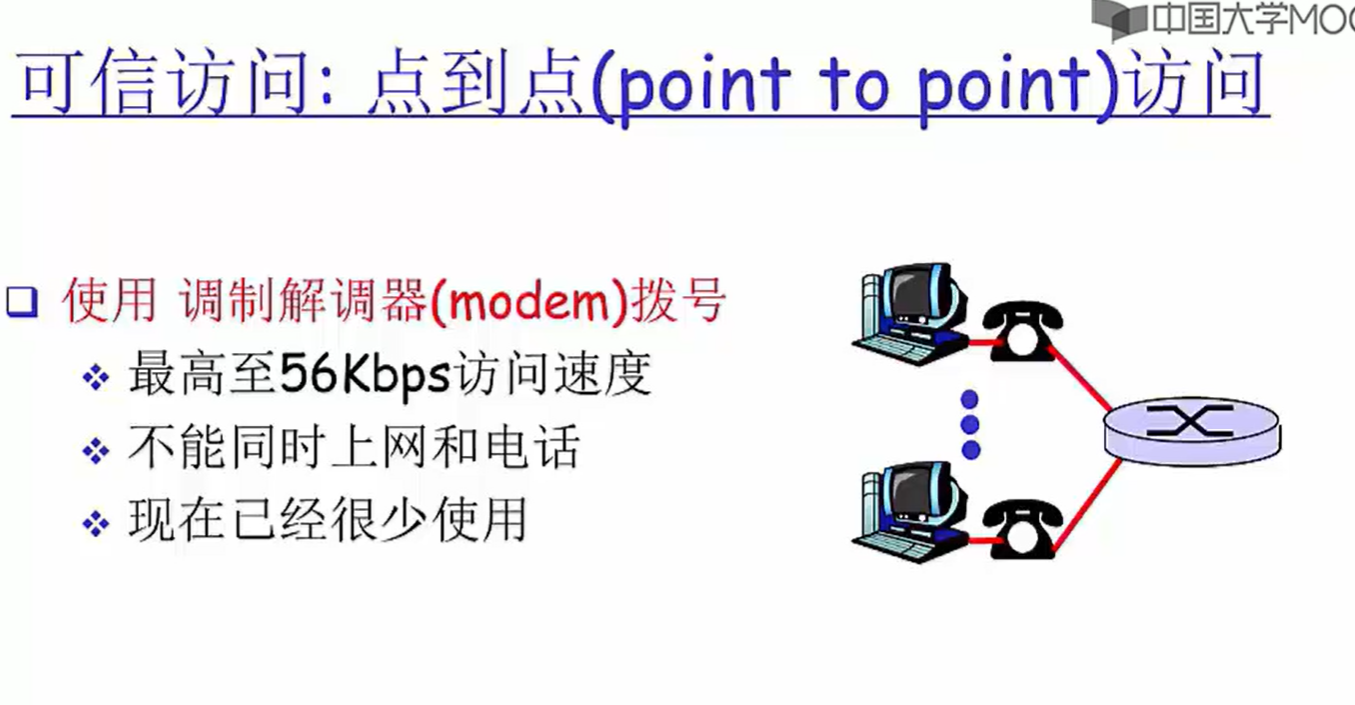 中国大学MOO
可信访问: 点到点(point to point)访问
使用 调制解调器(modem)拨号
最高至56Kbps访问速度
不能同时上网和电话
现在已经很少使用